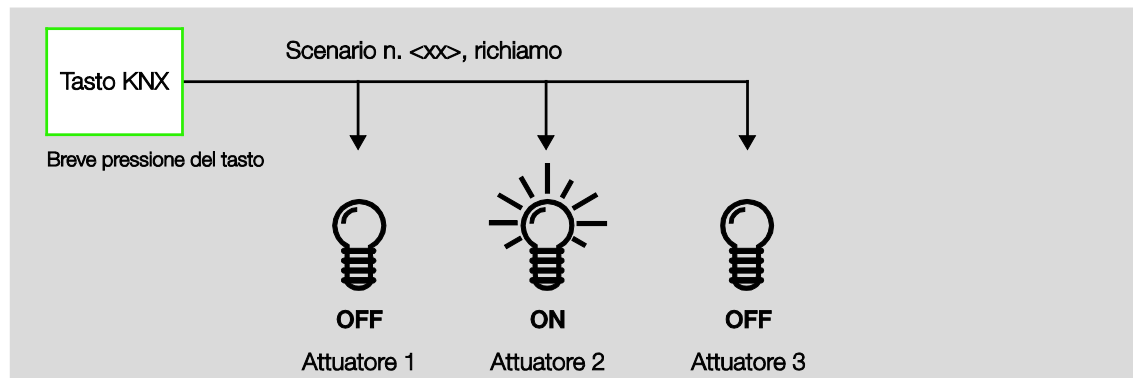 Scenario n. <xx>, richiamo
Tasto KNX
Breve pressione del tasto
OFF ON OFF
Attuatore 1 Attuatore 2 Attuatore 3